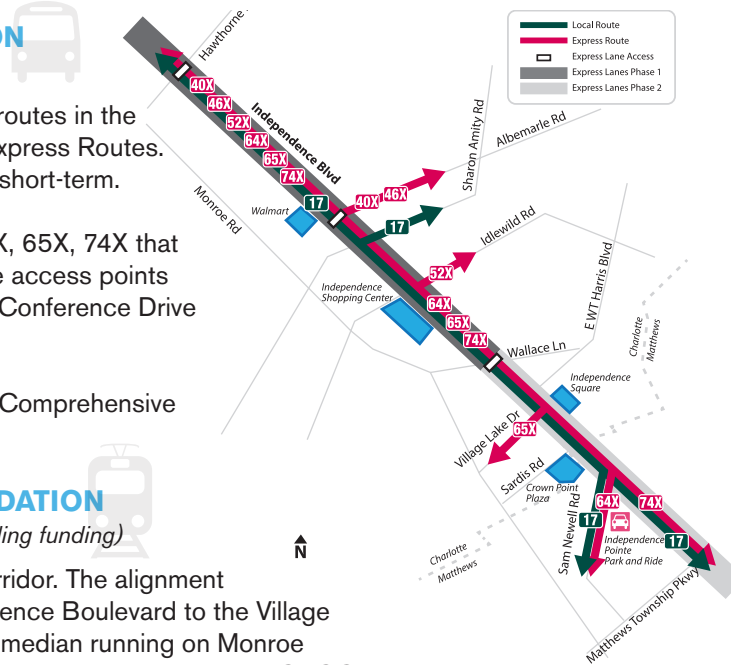 ON
routes in the
Express Routes.
short-term.
X, 65X, 74X that
e access points
Conference Drive
Comprehensive
DATION
ding funding)
rridor. The alignment
ence Boulevard to the Village
median running on Monroe
Local Route
Express Route
Express Lane Access
Express Lanes Phase 1
Express Lanes Phase 2
Hawthorne
40X
46X
52X
64X
65X
74X
17
Independence Blvd
Monroe Rd
Walmart
40X
46X
17
Sharon Amity Rd
Albemarle Rd
Idlewild Rd
52X
Independence
Shopping Center
64X
65X
74X
Wallace Ln
E WT Harris Blvd
Charlotte
Matthews
Independence
Square
Village Lake Dr
65X
Sardis Rd
Crown Point
Plaza
Sam Newell Rd
17
64X
74X
17
Independence
Pointe
Park and Ride
Charlotte
Matthews
Matthews Township Pkwy
N